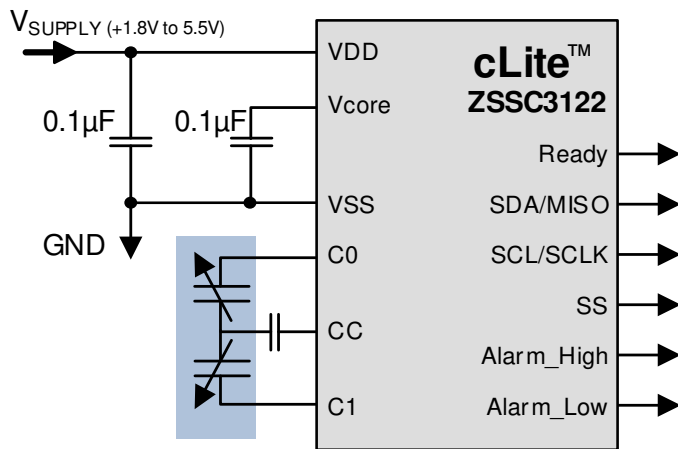 VSUPPLY (+1.8V to 5.5V)
0.1µF
0.1µF
GND
VDD
Vcore
VSS
C0
CC
C1
cLite™
ZSSC3122
Ready
SDA/MISO
SCL/SCLK
SS
Alarm_High
Alarm_Low